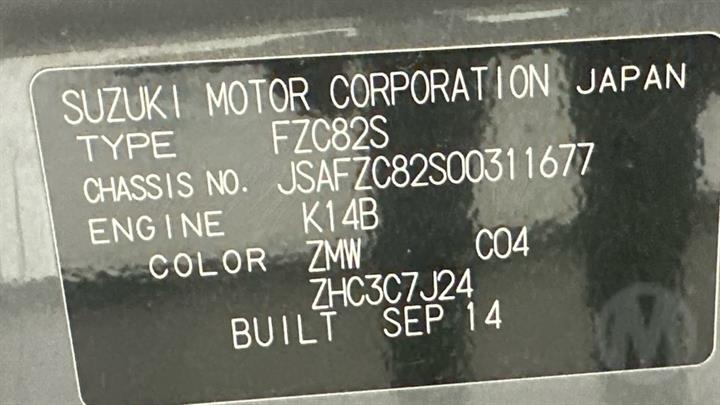 SUZUKI MOTOR CORPORATION JAPAN
TYPE FZC82S
CHASSIS NO. JSAFZC82S00311677
ENGINE K14B
COLOR ZMW C04
ZHC3C7J24
BUILT SEP 14
M